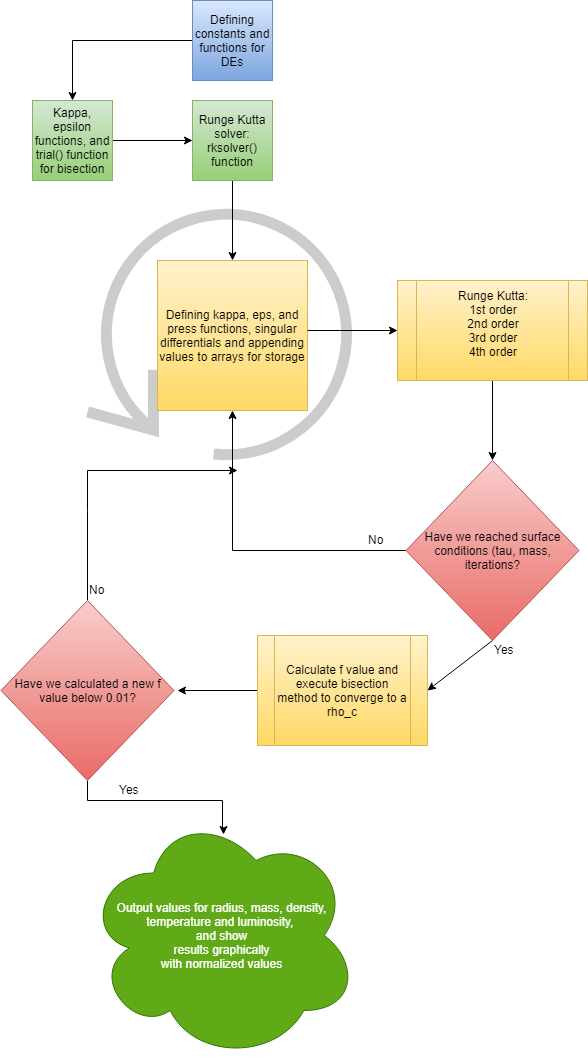 Defining
constants and
functions for
DEs
Kappa,
epsilon
functions, and
trial() function
for bisection
Runge Kutta
solver:
rksolver()
function
Defining kappa, eps, and
press functions, singular
differentials and appending
values to arrays for storage
Runge Kutta:
1st order
2nd order
3rd order
4th order
Have we reached surface
conditions (tau, mass,
iterations?
No
Yes
Calculate f value and
execute bisection
method to converge to a
rho_c
Have we calculated a new f
value below 0.01?
No
Yes
Output values for radius, mass, density,
temperature and luminosity,
and show
results graphically
with normalized values